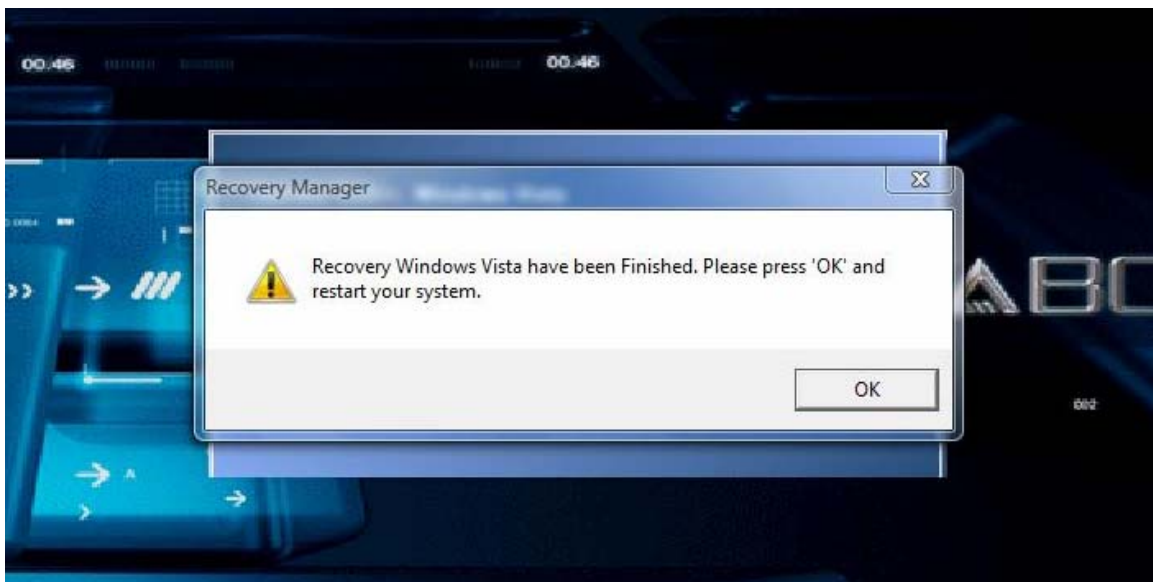 00.46
00.46
Recovery Manager
Recovery Windows Vista have been Finished. Please press 'OK' and
restart your system.
ABC
OK
002
A